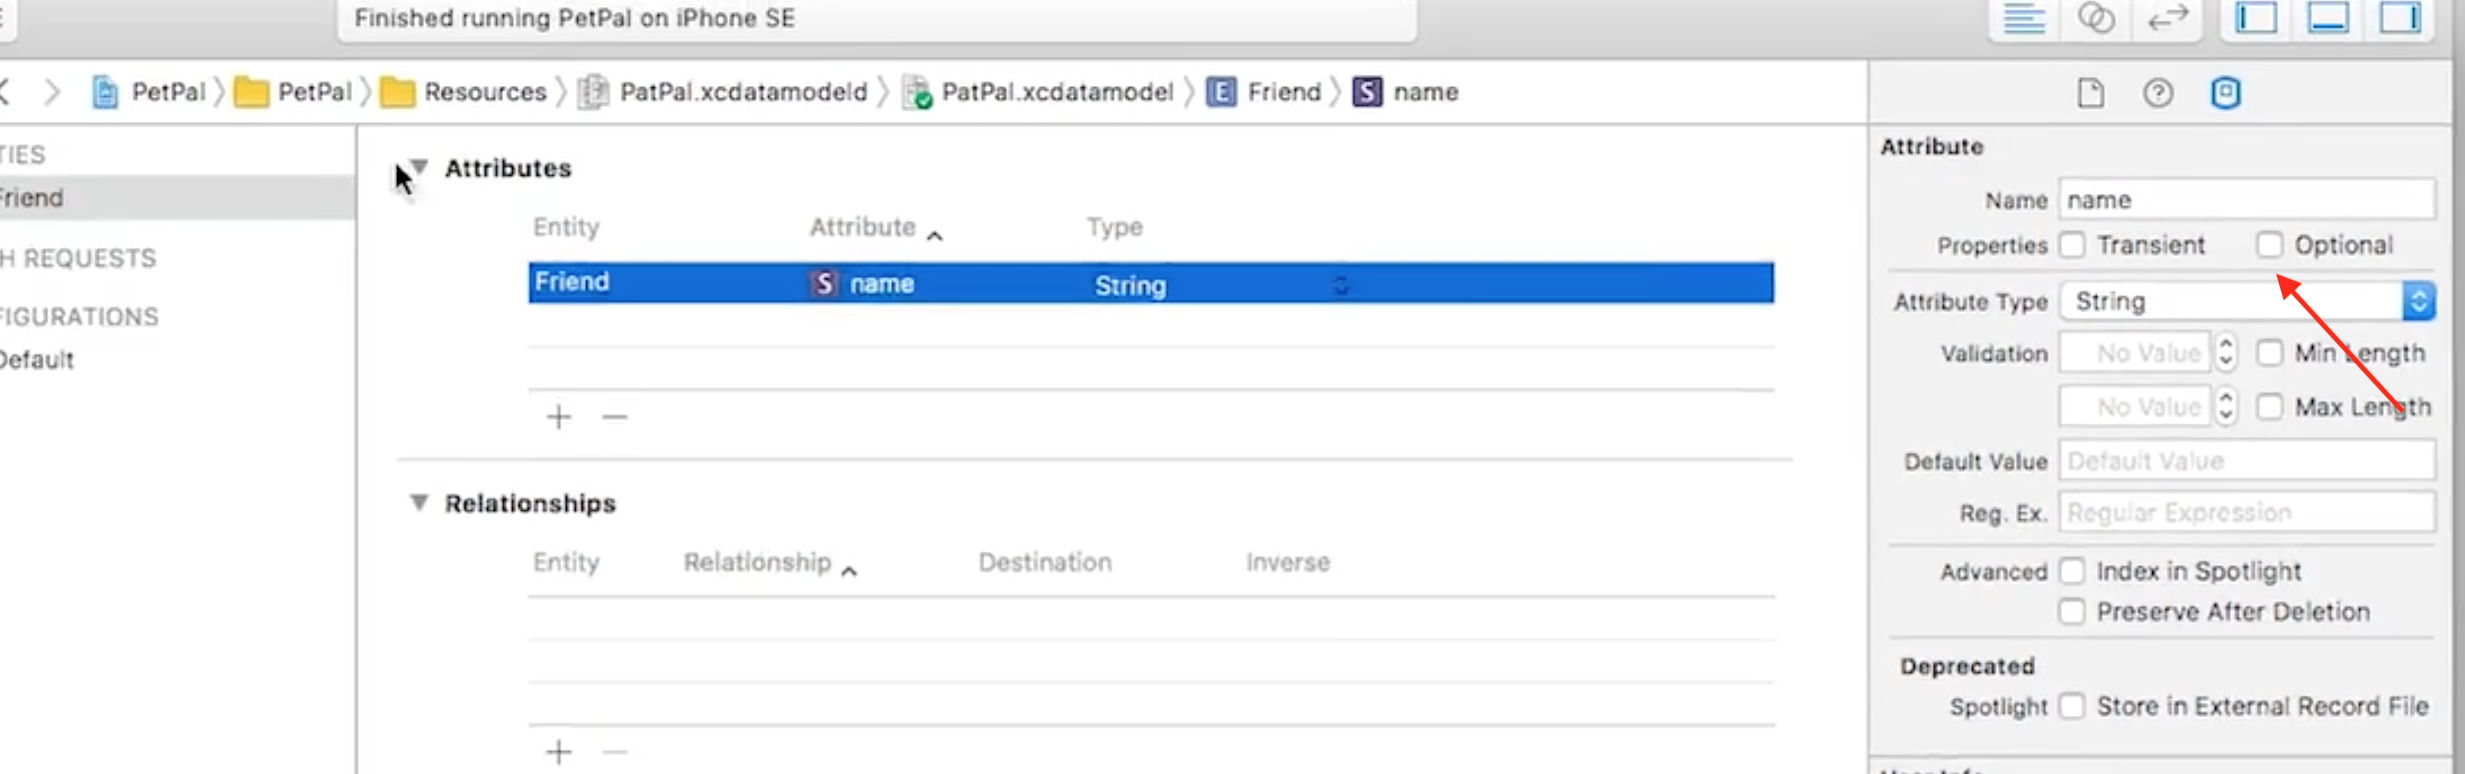 Finished running PetPal on iPhone SE
PetPal PetPal Resources PatPal.xcdatamodeld PatPal.xcdatamodel E Friend S name
TIES
Friend
H REQUESTS
FIGURATIONS
Default
Attributes
Entity Attribute Type
Friend S name String
+ −
Relationships
Entity Relationship Destination Inverse
+ −
Attribute
Name name
Properties Transient Optional
Attribute Type String
Validation No Value Min Length
No Value Max Length
Default Value Default Value
Reg. Ex. Regular Expression
Advanced Index in Spotlight
Preserve After Deletion
Deprecated
Spotlight Store in External Record File